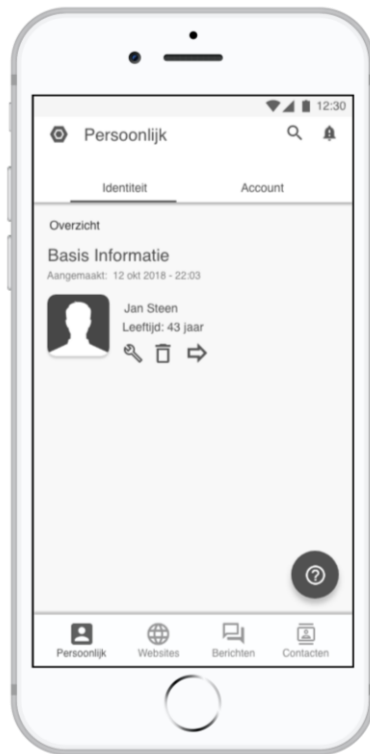 12:30
Persoonlijk
Identiteit Account
Overzicht
Basis Informatie
Aangemaakt: 12 okt 2018 - 22:03
Jan Steen
Leeftijd: 43 jaar
Persoonlijk Websites Berichten Contacten